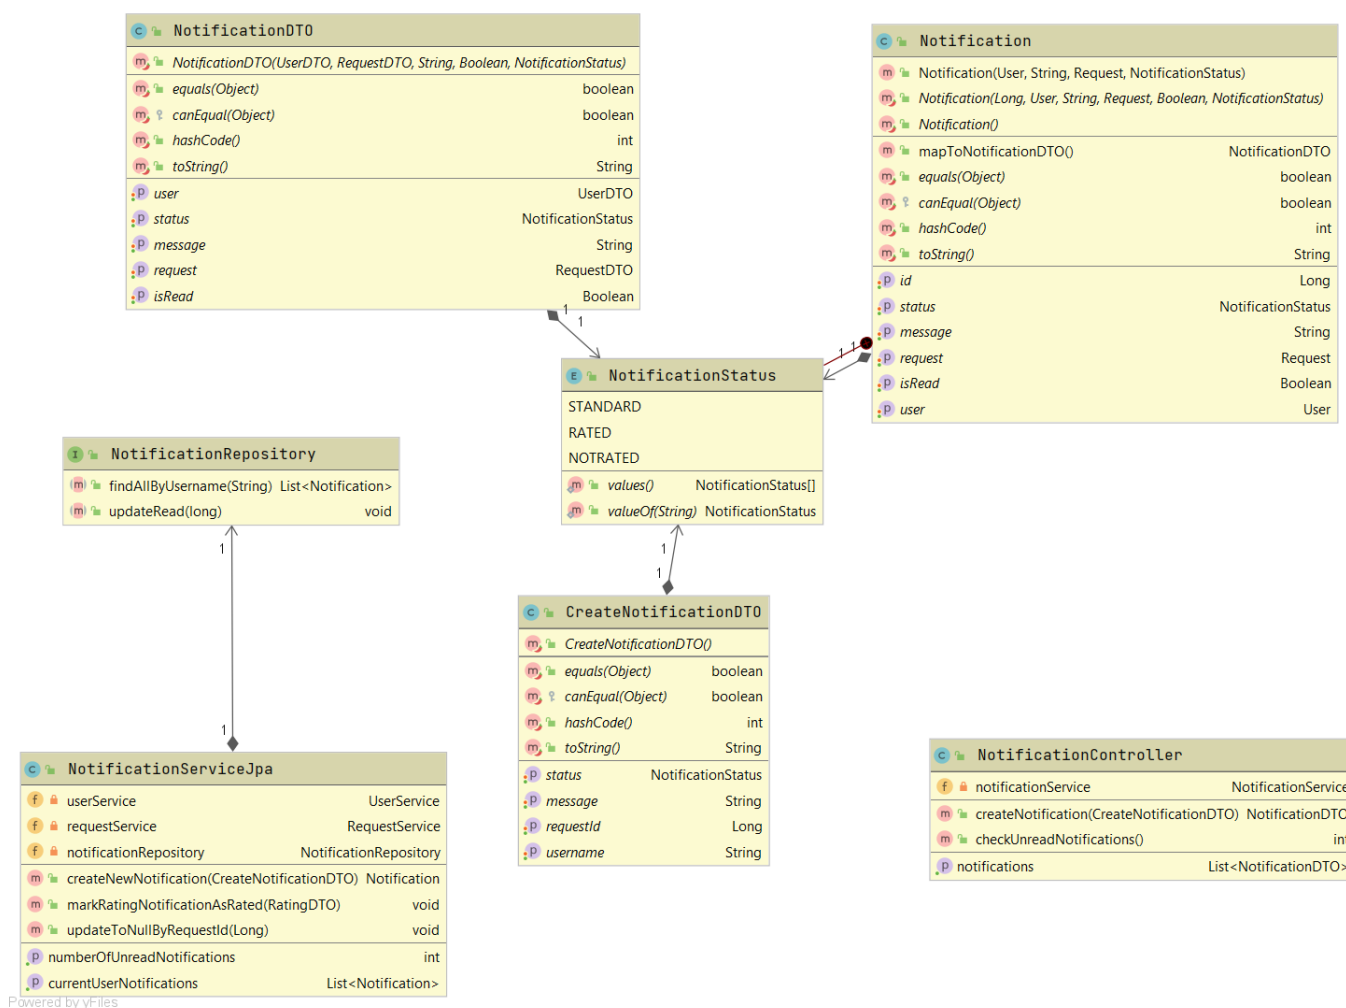 NotificationDTO
NotificationDTO(UserDTO, RequestDTO, String, Boolean, NotificationStatus)
equals(Object) boolean
canEqual(Object) boolean
hashCode() int
toString() String
user UserDTO
status NotificationStatus
message String
request RequestDTO
isRead Boolean
1
1
Notification
Notification(User, String, Request, NotificationStatus)
Notification(Long, User, String, Request, Boolean, NotificationStatus)
Notification()
mapToNotificationDTO() NotificationDTO
equals(Object) boolean
canEqual(Object) boolean
hashCode() int
toString() String
id Long
status NotificationStatus
message String
request Request
isRead Boolean
user User
1 1
NotificationStatus
STANDARD
RATED
NOTRATED
values() NotificationStatus[]
valueOf(String) NotificationStatus
1
1
NotificationRepository
findAllByUsername(String) List<Notification>
updateRead(long) void
1
1
CreateNotificationDTO
CreateNotificationDTO()
equals(Object) boolean
canEqual(Object) boolean
hashCode() int
toString() String
status NotificationStatus
message String
requestId Long
username String
NotificationServiceJpa
userService UserService
requestService RequestService
notificationRepository NotificationRepository
createNewNotification(CreateNotificationDTO) Notification
markRatingNotificationAsRated(RatingDTO) void
updateToNullByRequestId(Long) void
numberOfUnreadNotifications int
currentUserNotifications List<Notification>
NotificationController
notificationService NotificationService
createNotification(CreateNotificationDTO) NotificationDTO
checkUnreadNotifications() int
notifications List<NotificationDTO>
Powered by yFiles